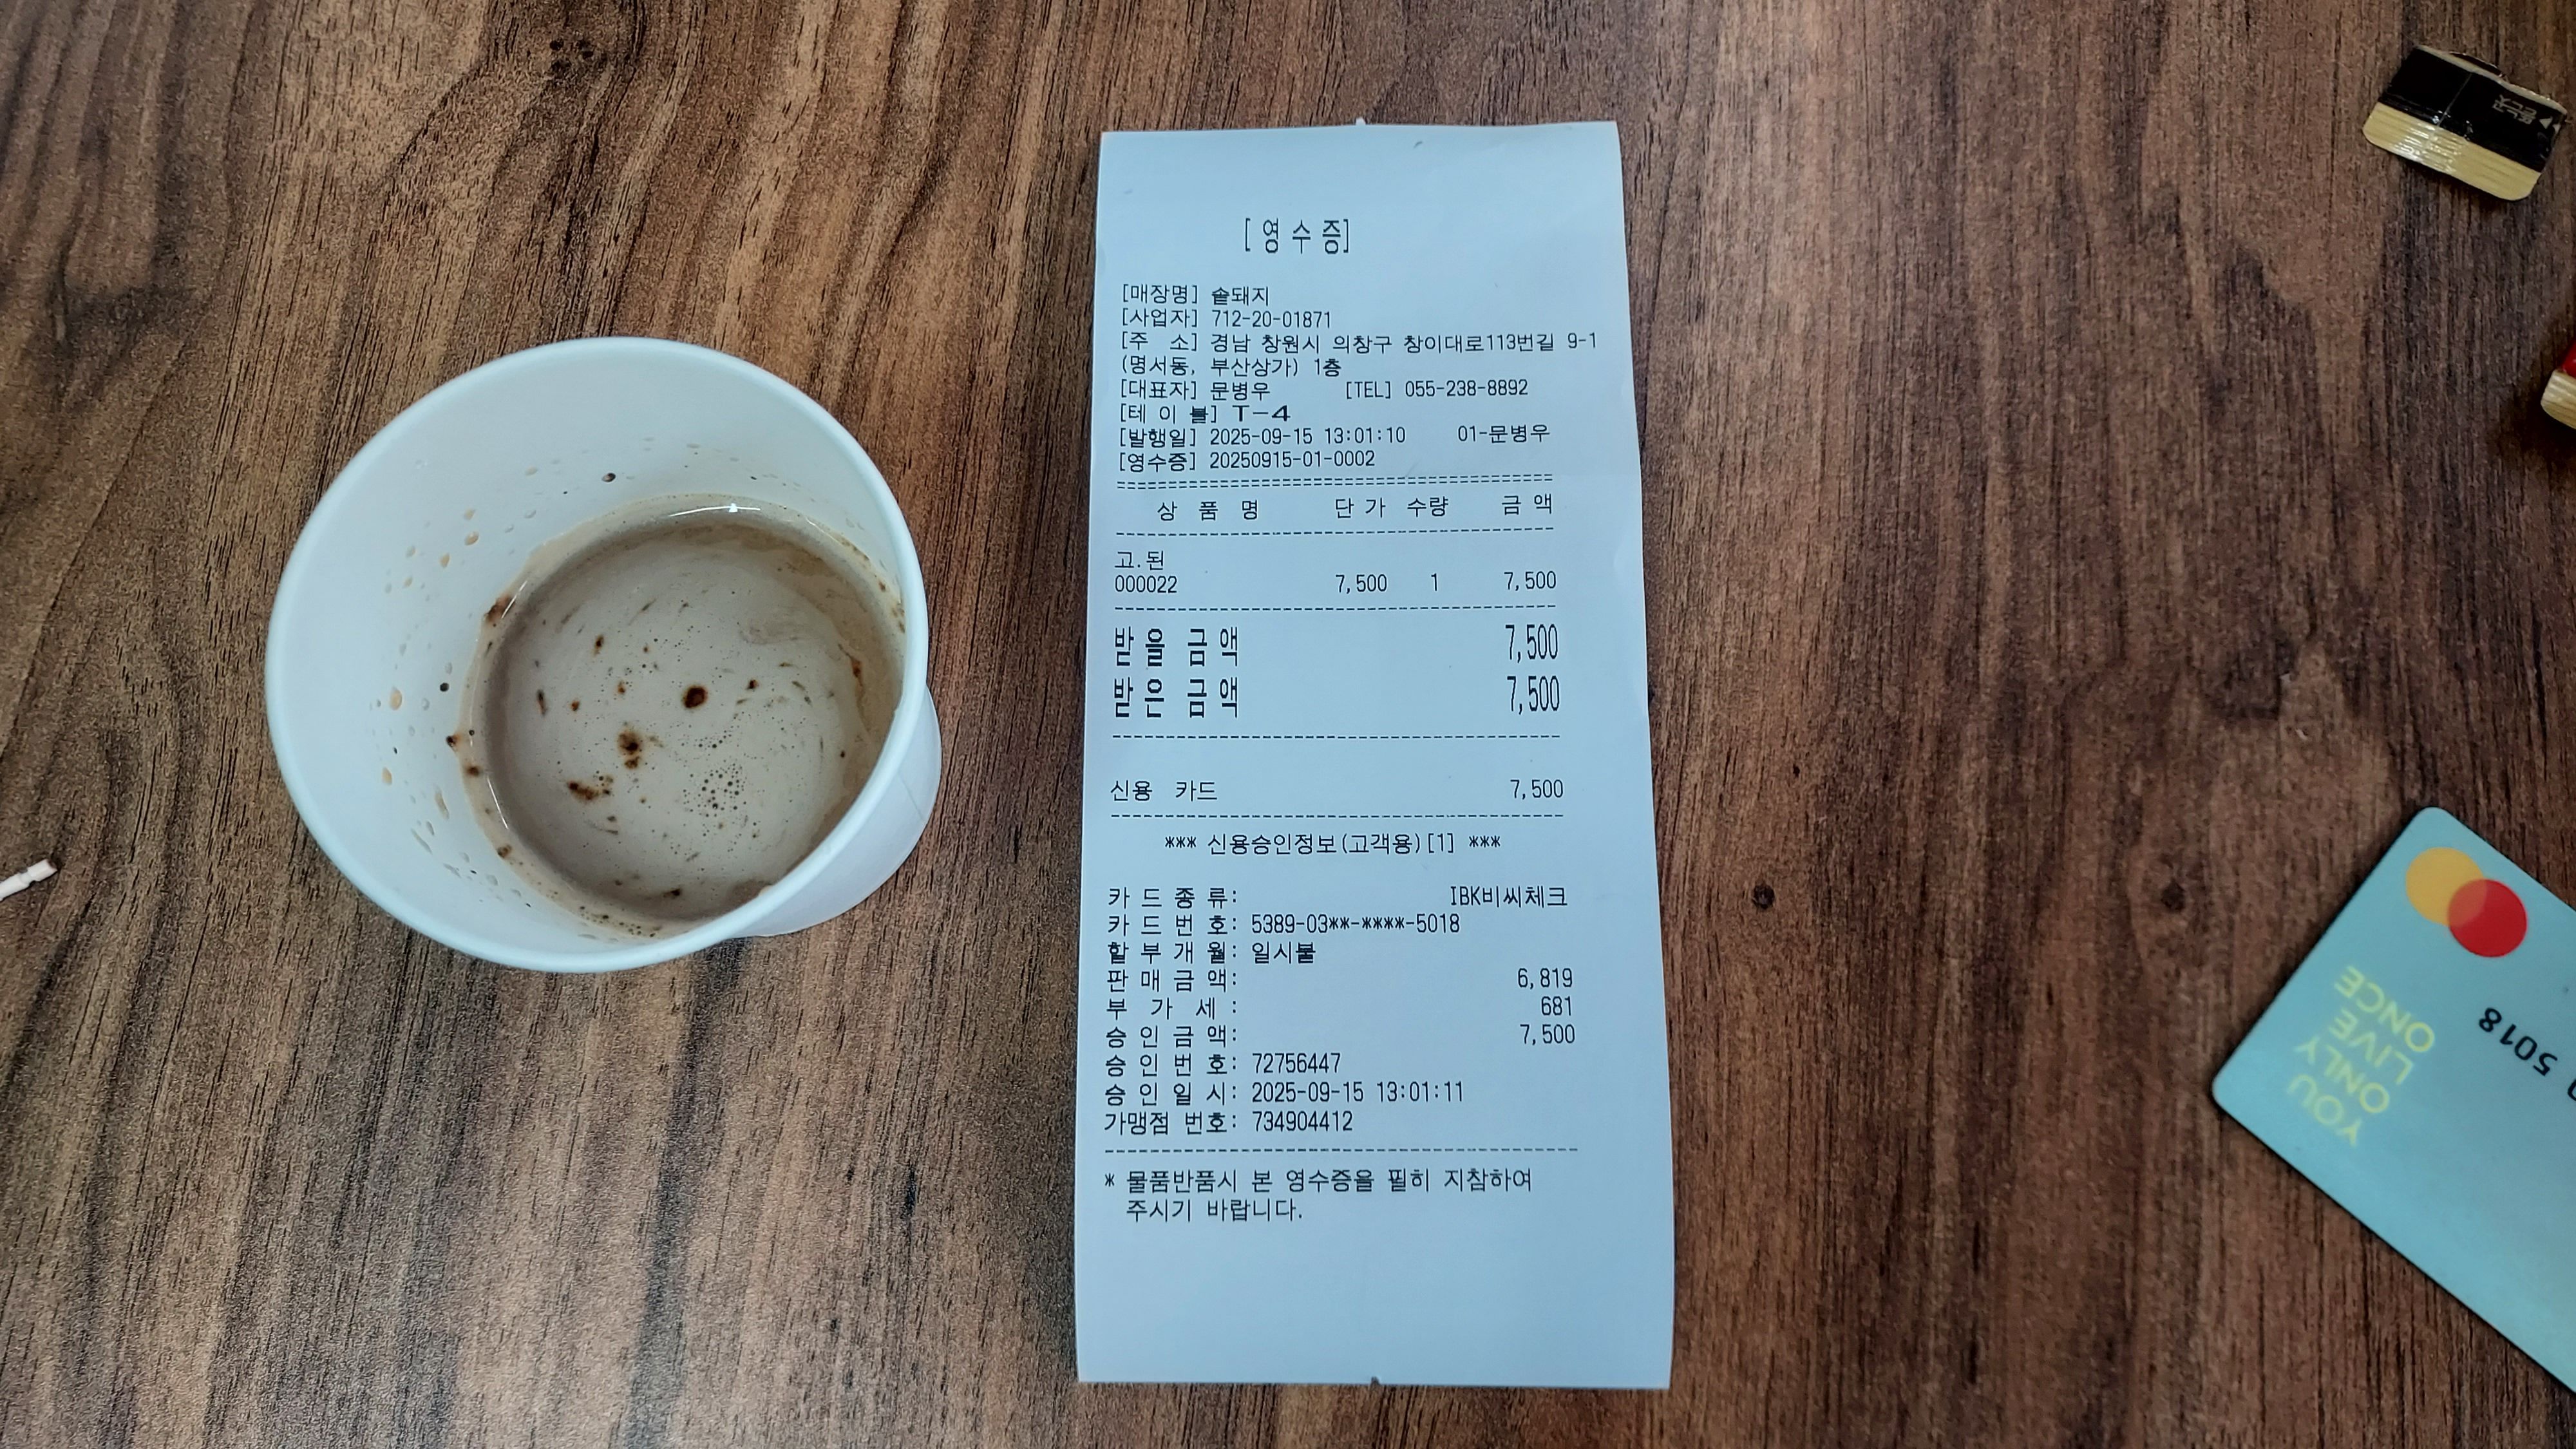 [ 영 수 증]
[매장명] 솥돼지
[사업자] 712-20-01871
[주 소] 경남 창원시 의창구 창이대로113번길 9-1
(명서동, 부산상가) 1층
[대표자] 문병우 [TEL] 055-238-8892
[테 이 블] T-4
[발행일] 2025-09-15 13:01:10 01-문병우
[영수증] 20250915-01-0002
상 품 명 단 가 수량 금 액
고.된
000022 7,500 1 7,500
받 을 금 액 7,500
받 은 금 액 7,500
신용 카드 7,500
*** 신용승인정보(고객용)[1] ***
카 드 종 류: IBK비씨체크
카 드 번 호: 5389-03**-****-5018
할 부 개 월: 일시불
판 매 금 액: 6,819
부 가 세 : 681
승 인 금 액: 7,500
승 인 번 호: 72756447
승 인 일 시: 2025-09-15 13:01:11
가맹점 번호: 734904412
* 물품반품시 본 영수증을 필히 지참하여
주시기 바랍니다.
YOU
ONLY
LIVE
ONCE
5018